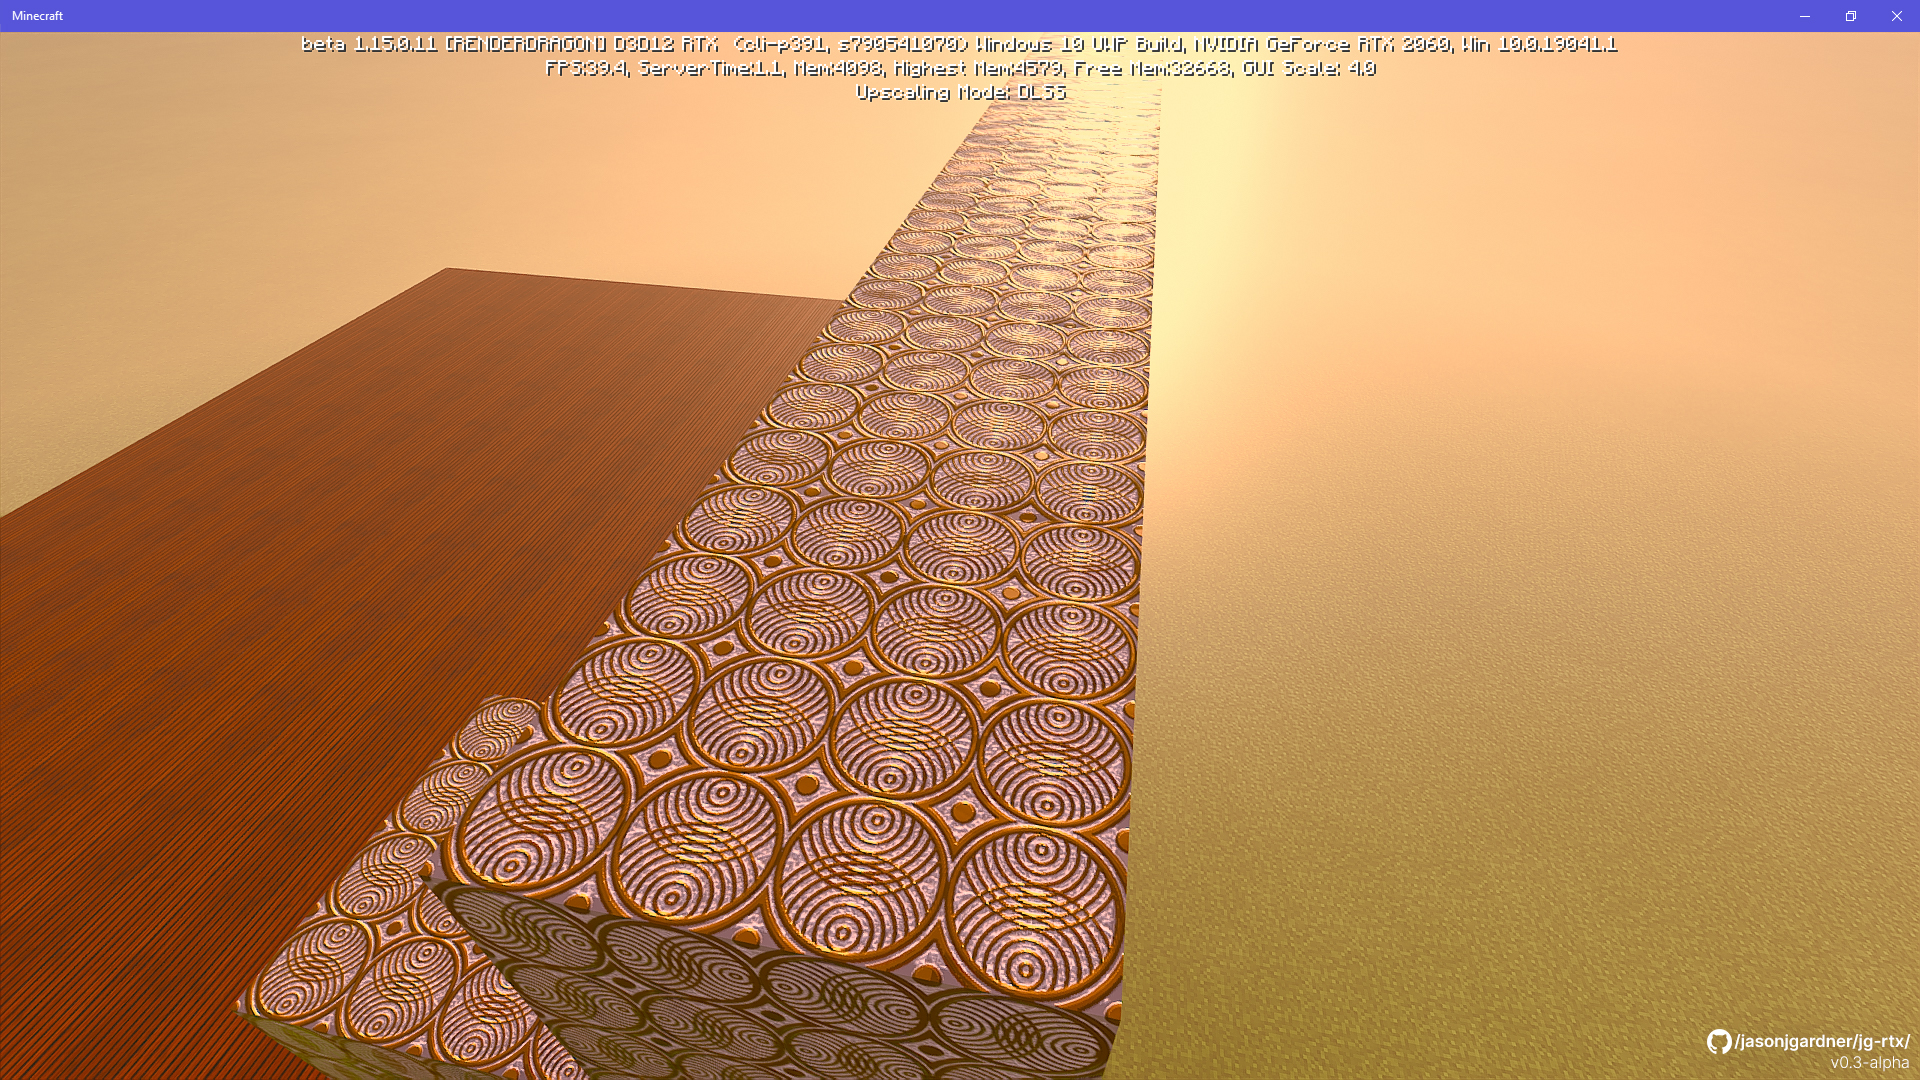 Minecraft
beta 1.15.0.11 [RENDERDRAGON] D3D12 RTX (cli-p391, s790541070) Windows 10 UWP Build, NVIDIA GeForce RTX 2060, Win 10.0.19041.1
FPS:39.4, ServerTime:1.1, Mem:4098, Highest Mem:4579, Free Mem:32668, GUI Scale: 4.0
Upscaling Mode: DLSS
/jasonjgardner/jg-rtx/
v0.3-alpha